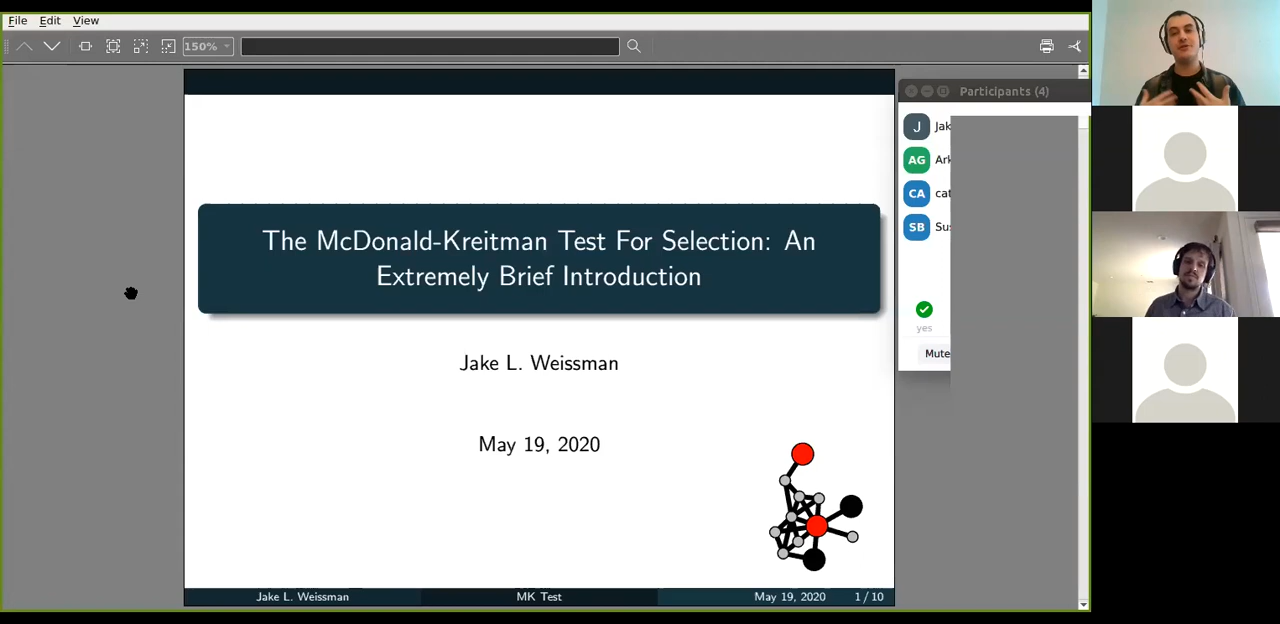 File Edit View
150%
Participants (4)
J Jak
AG Ark
CA cat
SB Sus
yes
Mute
The McDonald-Kreitman Test For Selection: An
Extremely Brief Introduction
Jake L. Weissman
May 19, 2020
Jake L. Weissman MK Test May 19, 2020 1 / 10